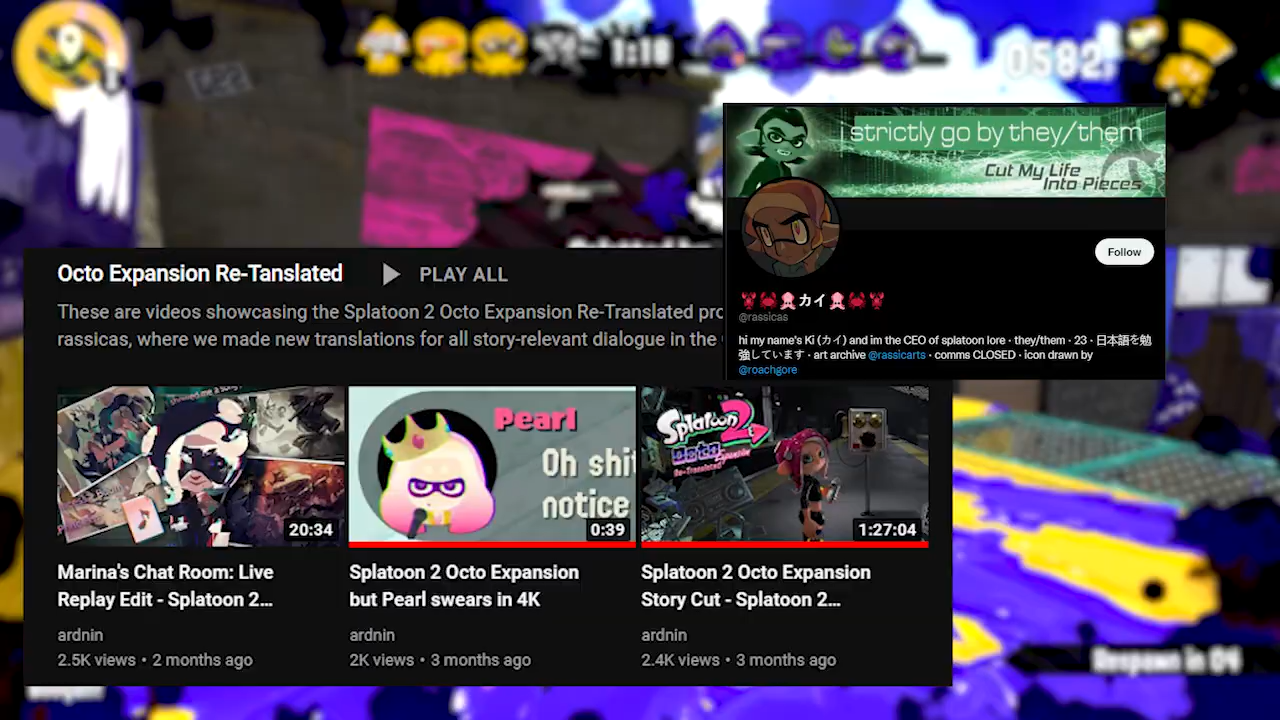 1:18
0582
i strictly go by they/them
Cut My Life
Into Pieces
Follow
カイ
@rassicas
hi my name's Ki (カイ) and im the CEO of splatoon lore · they/them · 23 · 日本語を勉
強しています · art archive @rassicarts · comms CLOSED · icon drawn by
@roachgore
Octo Expansion Re-Tanslated
PLAY ALL
These are videos showcasing the Splatoon 2 Octo Expansion Re-Translated pro
rassicas, where we made new translations for all story-relevant dialogue in the
showed me a song
20:34
Pearl
Oh shit
notice
0:39
Splatoon 2
Re-Translated
1:27:04
Marina's Chat Room: Live
Replay Edit - Splatoon 2...
ardnin
2.5K views • 2 months ago
Splatoon 2 Octo Expansion
but Pearl swears in 4K
ardnin
2K views • 3 months ago
Splatoon 2 Octo Expansion
Story Cut - Splatoon 2...
ardnin
2.4K views • 3 months ago
Respawn in 04